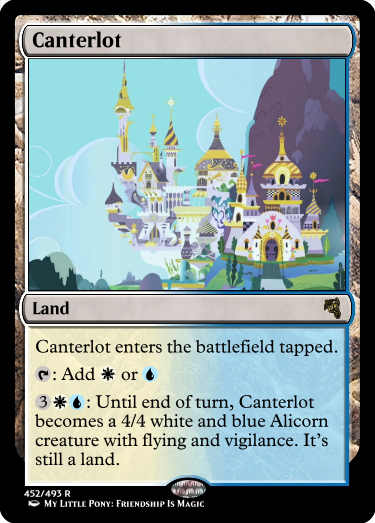 Canterlot
Land
Canterlot enters the battlefield tapped.
: Add or
3 : Until end of turn, Canterlot
becomes a 4/4 white and blue Alicorn
creature with flying and vigilance. It's
still a land.
452/493 R
My Little Pony: Friendship Is Magic